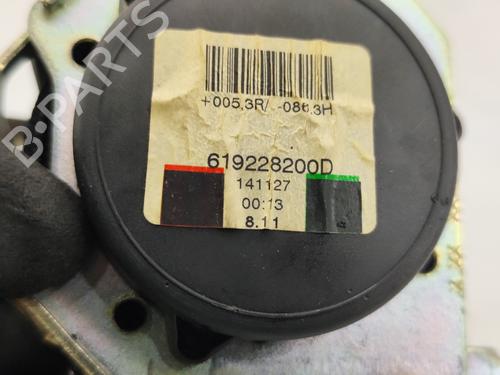 +005,3R/ -086.3H
619228200D
141127
00:13
8.11
B-PARTS